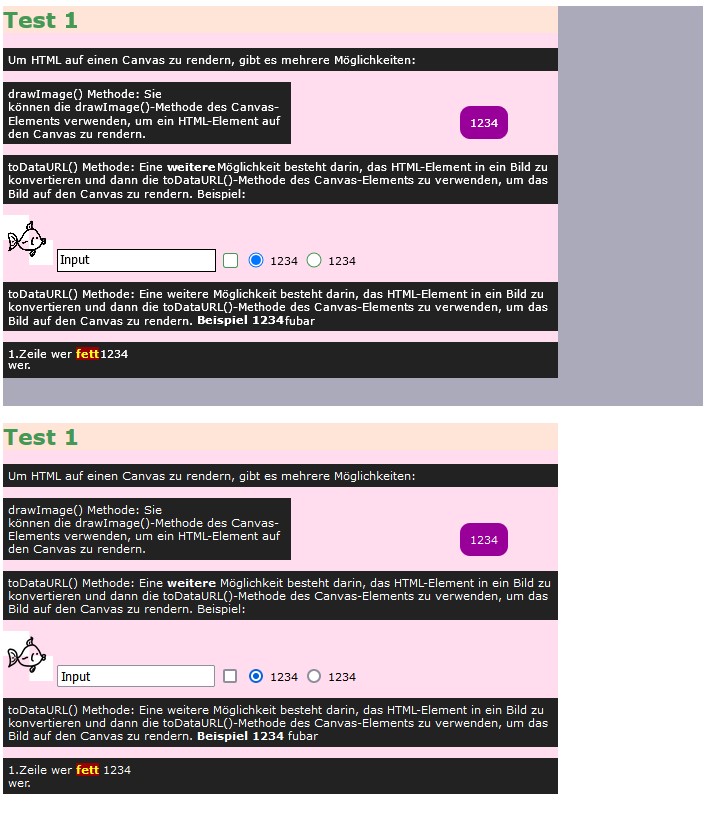 Test 1
Um HTML auf einen Canvas zu rendern, gibt es mehrere Möglichkeiten:
drawImage() Methode: Sie
können die drawImage()-Methode des Canvas-
Elements verwenden, um ein HTML-Element auf
den Canvas zu rendern.
1234
toDataURL() Methode: Eine weitere Möglichkeit besteht darin, das HTML-Element in ein Bild zu
konvertieren und dann die toDataURL()-Methode des Canvas-Elements zu verwenden, um das
Bild auf den Canvas zu rendern. Beispiel:
Input 1234 1234
toDataURL() Methode: Eine weitere Möglichkeit besteht darin, das HTML-Element in ein Bild zu
konvertieren und dann die toDataURL()-Methode des Canvas-Elements zu verwenden, um das
Bild auf den Canvas zu rendern. Beispiel 1234fubar
1.Zeile wer fett1234
wer.
Test 1
Um HTML auf einen Canvas zu rendern, gibt es mehrere Möglichkeiten:
drawImage() Methode: Sie
können die drawImage()-Methode des Canvas-
Elements verwenden, um ein HTML-Element auf
den Canvas zu rendern.
1234
toDataURL() Methode: Eine weitere Möglichkeit besteht darin, das HTML-Element in ein Bild zu
konvertieren und dann die toDataURL()-Methode des Canvas-Elements zu verwenden, um das
Bild auf den Canvas zu rendern. Beispiel:
Input 1234 1234
toDataURL() Methode: Eine weitere Möglichkeit besteht darin, das HTML-Element in ein Bild zu
konvertieren und dann die toDataURL()-Methode des Canvas-Elements zu verwenden, um das
Bild auf den Canvas zu rendern. Beispiel 1234 fubar
1.Zeile wer fett 1234
wer.